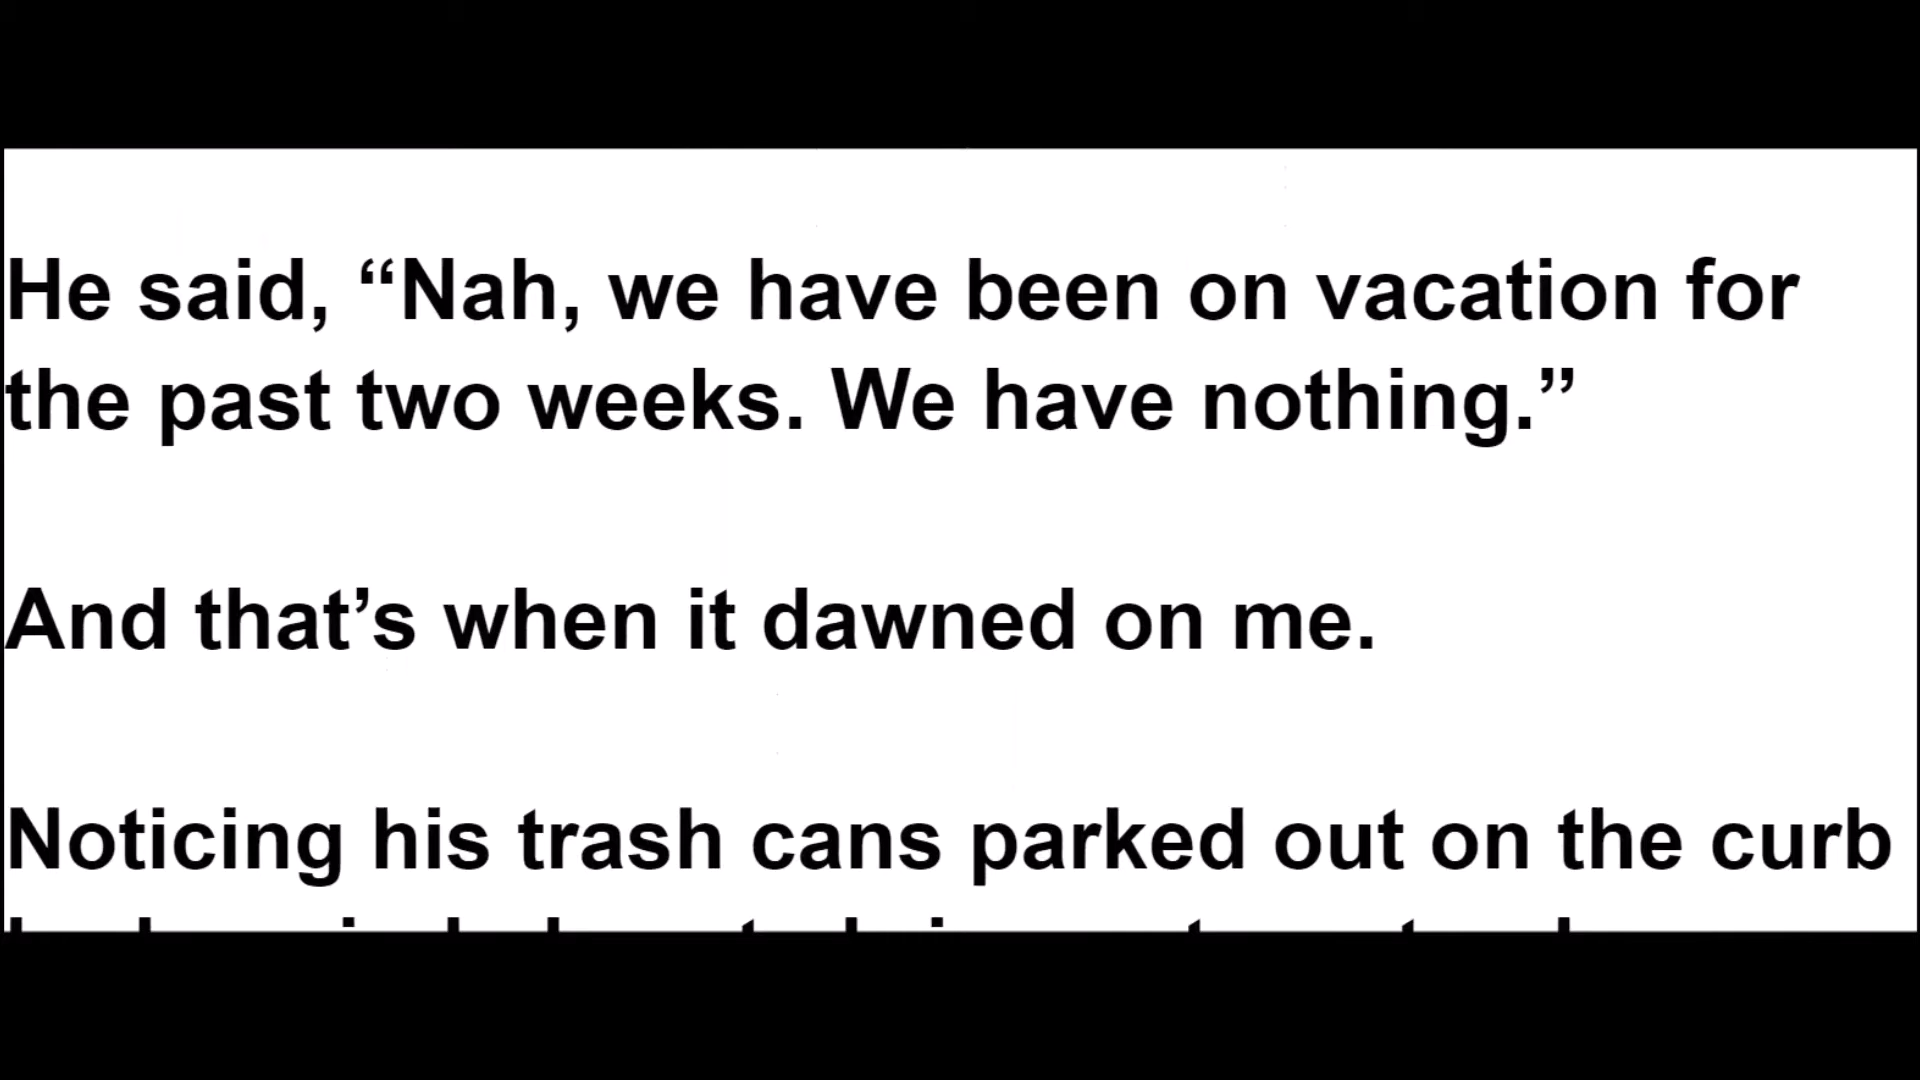 He said, “Nah, we have been on vacation for
the past two weeks. We have nothing.”
And that’s when it dawned on me.
Noticing his trash cans parked out on the curb